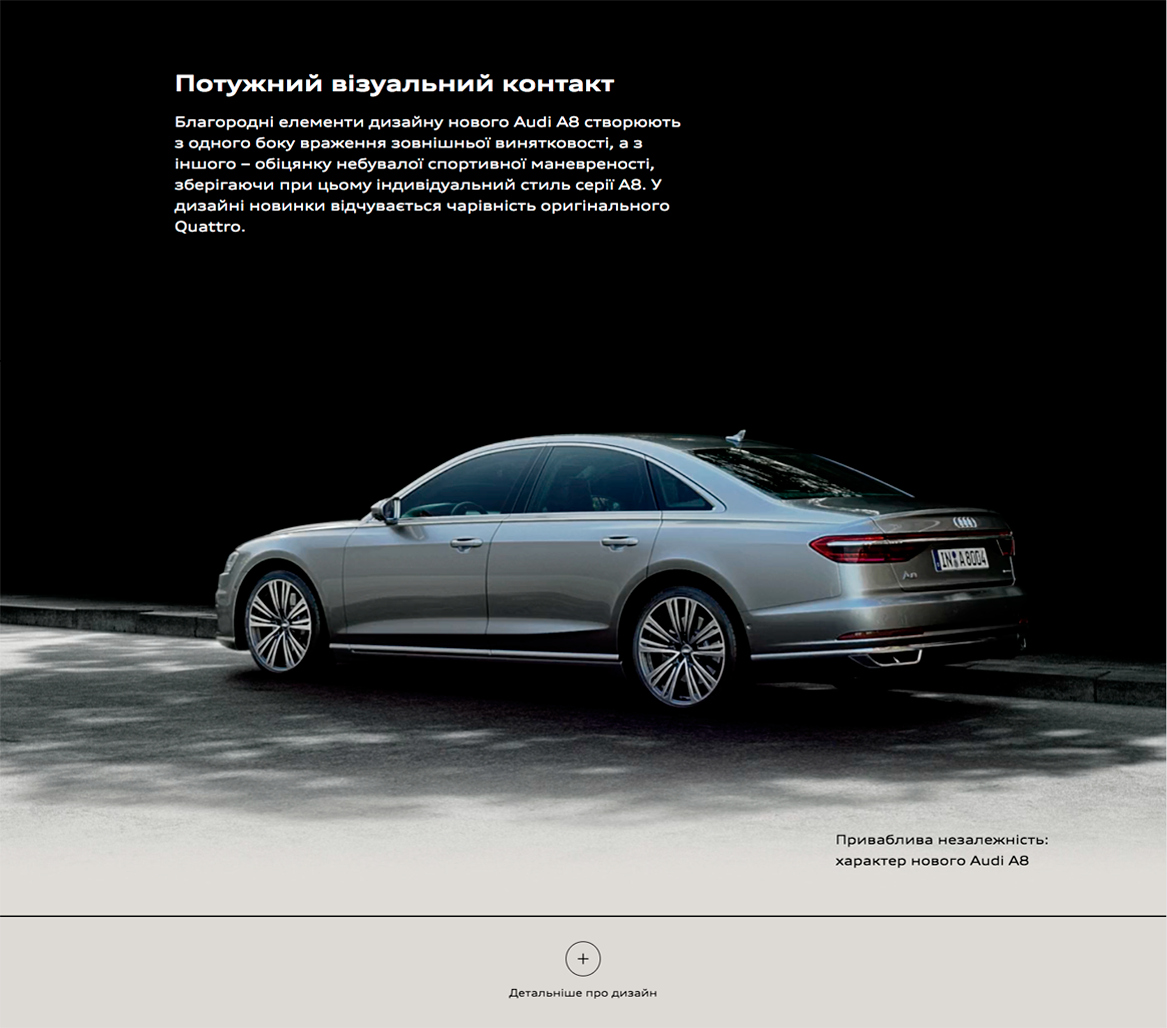 Потужний візуальний контакт
Благородні елементи дизайну нового Audi A8 створюють
з одного боку враження зовнішньої винятковості, а з
іншого – обіцянку небувалої спортивної маневреності,
зберігаючи при цьому індивідуальний стиль серії A8. У
дизайні новинки відчувається чарівність оригінального
Quattro.
IN A 8004
A8
Приваблива незалежність:
характер нового Audi A8
+
Детальніше про дизайн